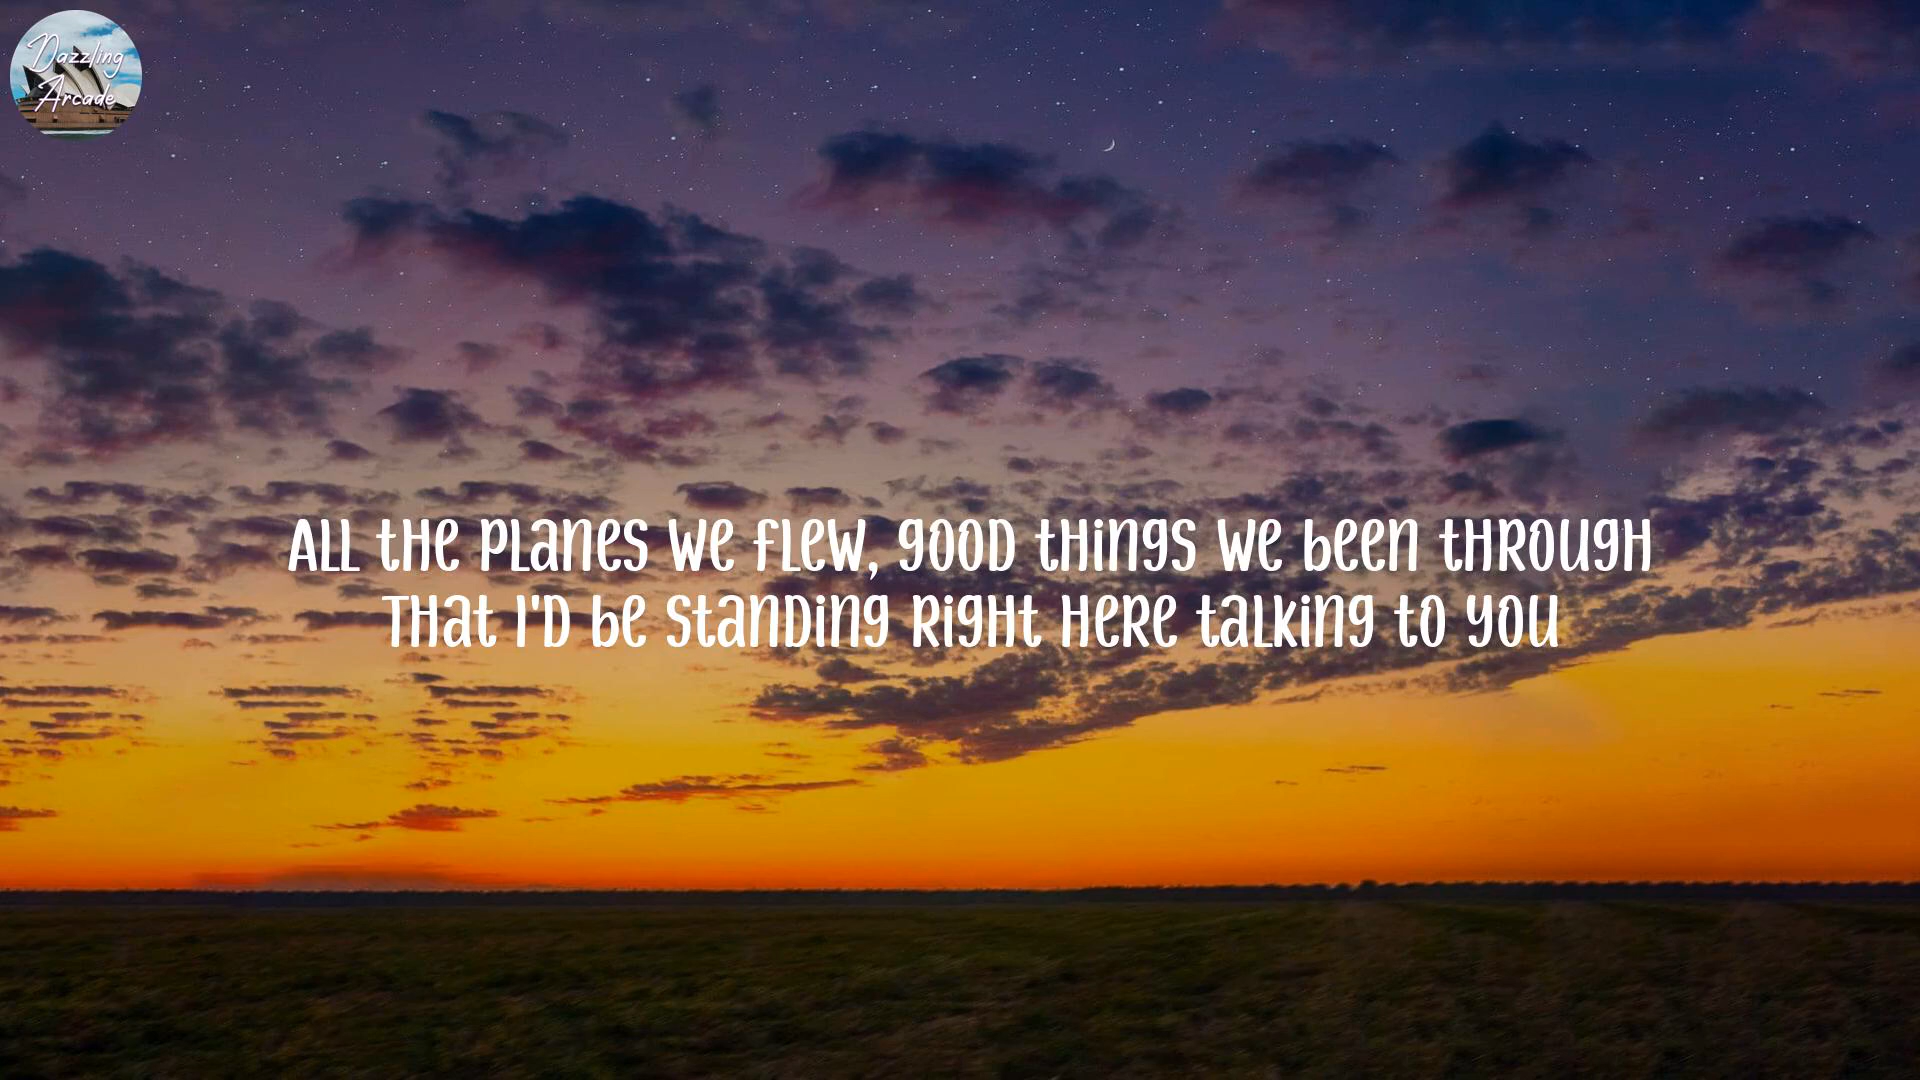 Dazzling
Arcade
All the planes we flew, good things we been through
That I'd be standing right here talking to you